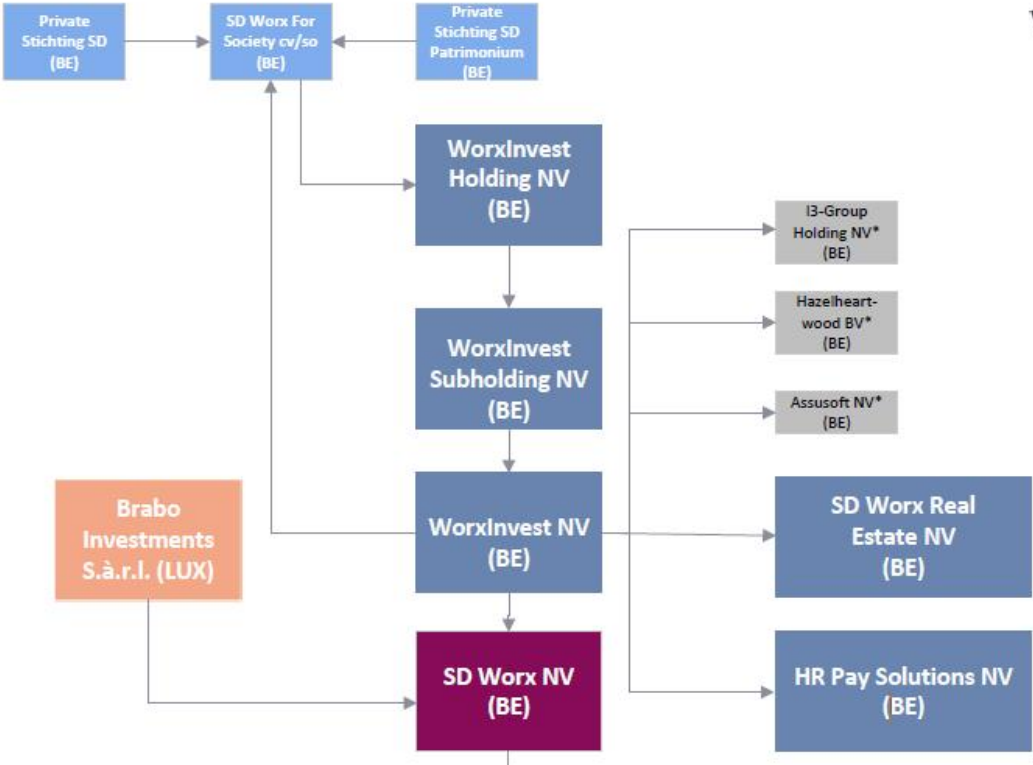 Private
Stichting SD
(BE)
SD Worx For
Society cv/so
(BE)
Private
Stichting SD
Patrimonium
(BE)
WorxInvest
Holding NV
(BE)
I3-Group
Holding NV*
(BE)
Hazelheart-
wood BV*
(BE)
WorxInvest
Subholding NV
(BE)
Assusoft NV*
(BE)
Brabo
Investments
S.à.r.l. (LUX)
WorxInvest NV
(BE)
SD Worx Real
Estate NV
(BE)
SD Worx NV
(BE)
HR Pay Solutions NV
(BE)